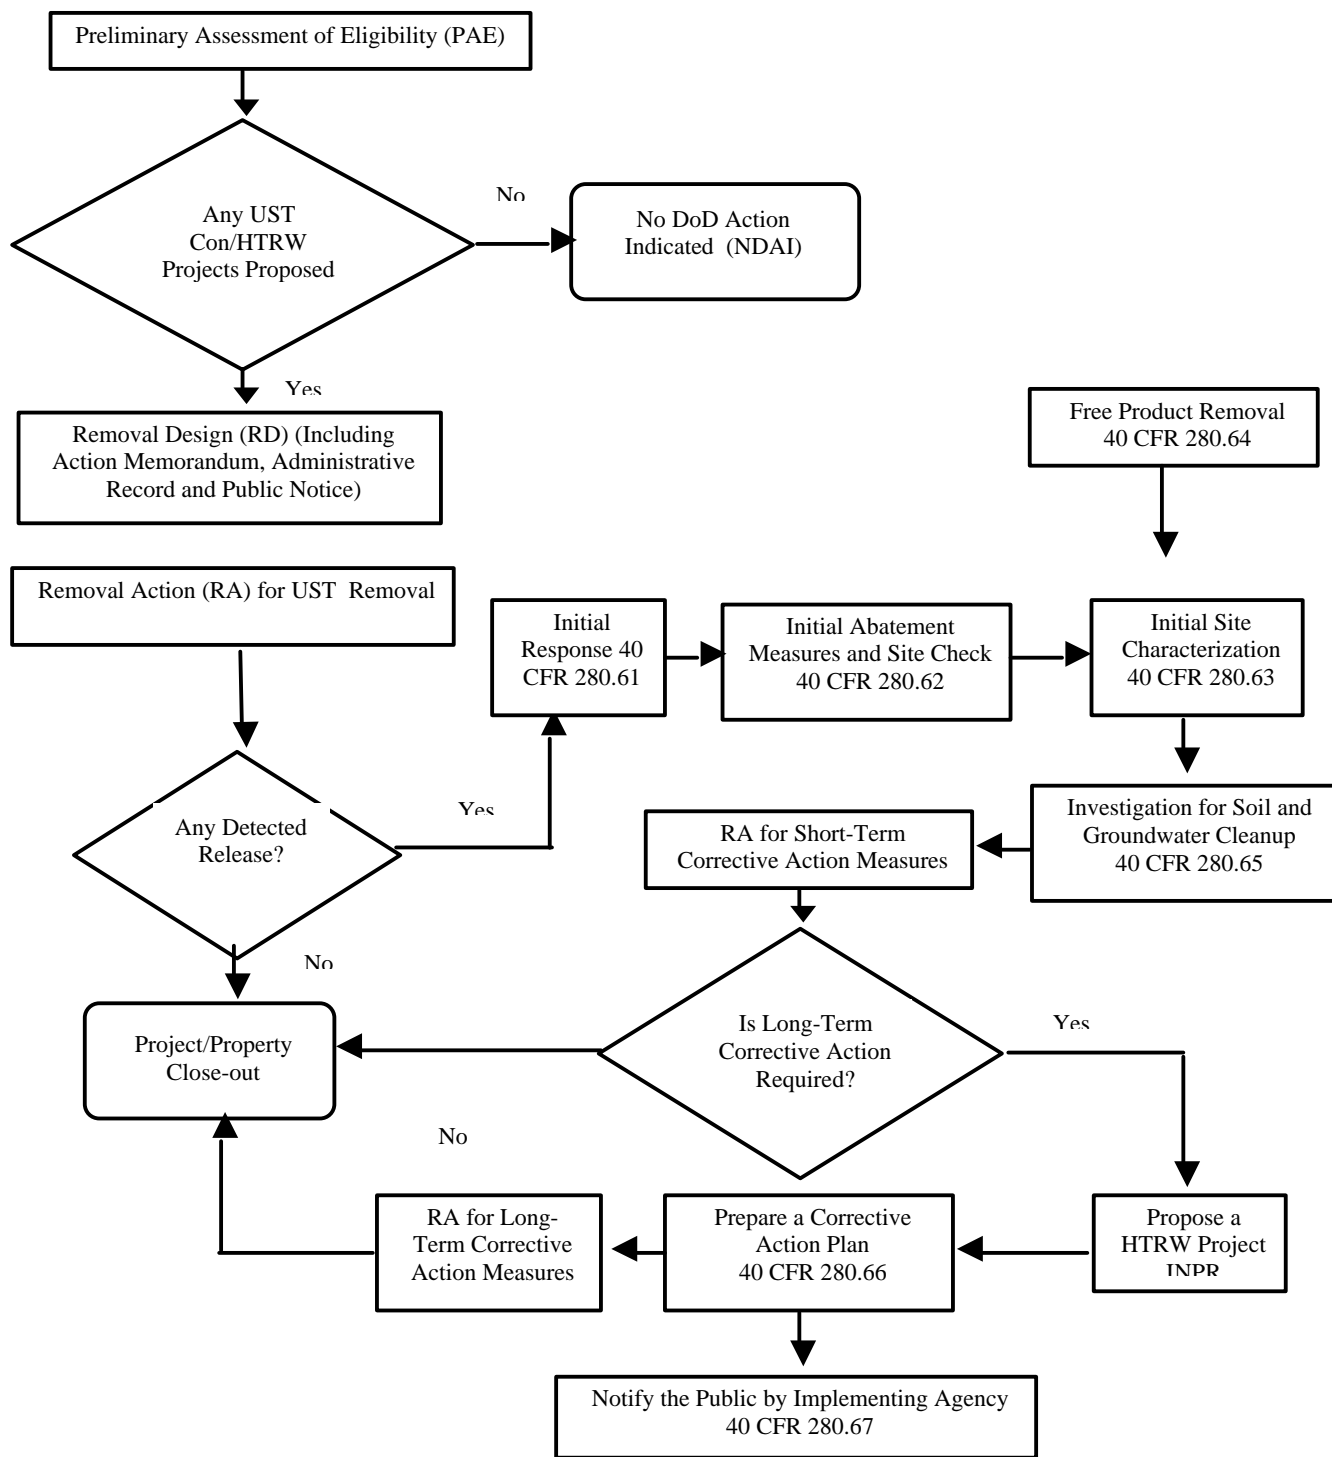 Preliminary Assessment of Eligibility (PAE)
Any UST
Con/HTRW
Projects Proposed
No
No DoD Action
Indicated (NDAI)
Yes
Removal Design (RD) (Including
Action Memorandum, Administrative
Record and Public Notice)
Free Product Removal
40 CFR 280.64
Removal Action (RA) for UST Removal
Initial
Response 40
CFR 280.61
Initial Abatement
Measures and Site Check
40 CFR 280.62
Initial Site
Characterization
40 CFR 280.63
Any Detected
Release?
Yes
Investigation for Soil and
Groundwater Cleanup
40 CFR 280.65
RA for Short-Term
Corrective Action Measures
No
Project/Property
Close-out
Is Long-Term
Corrective Action
Required?
Yes
No
RA for Long-
Term Corrective
Action Measures
Prepare a Corrective
Action Plan
40 CFR 280.66
Propose a
HTRW Project
INPR
Notify the Public by Implementing Agency
40 CFR 280.67